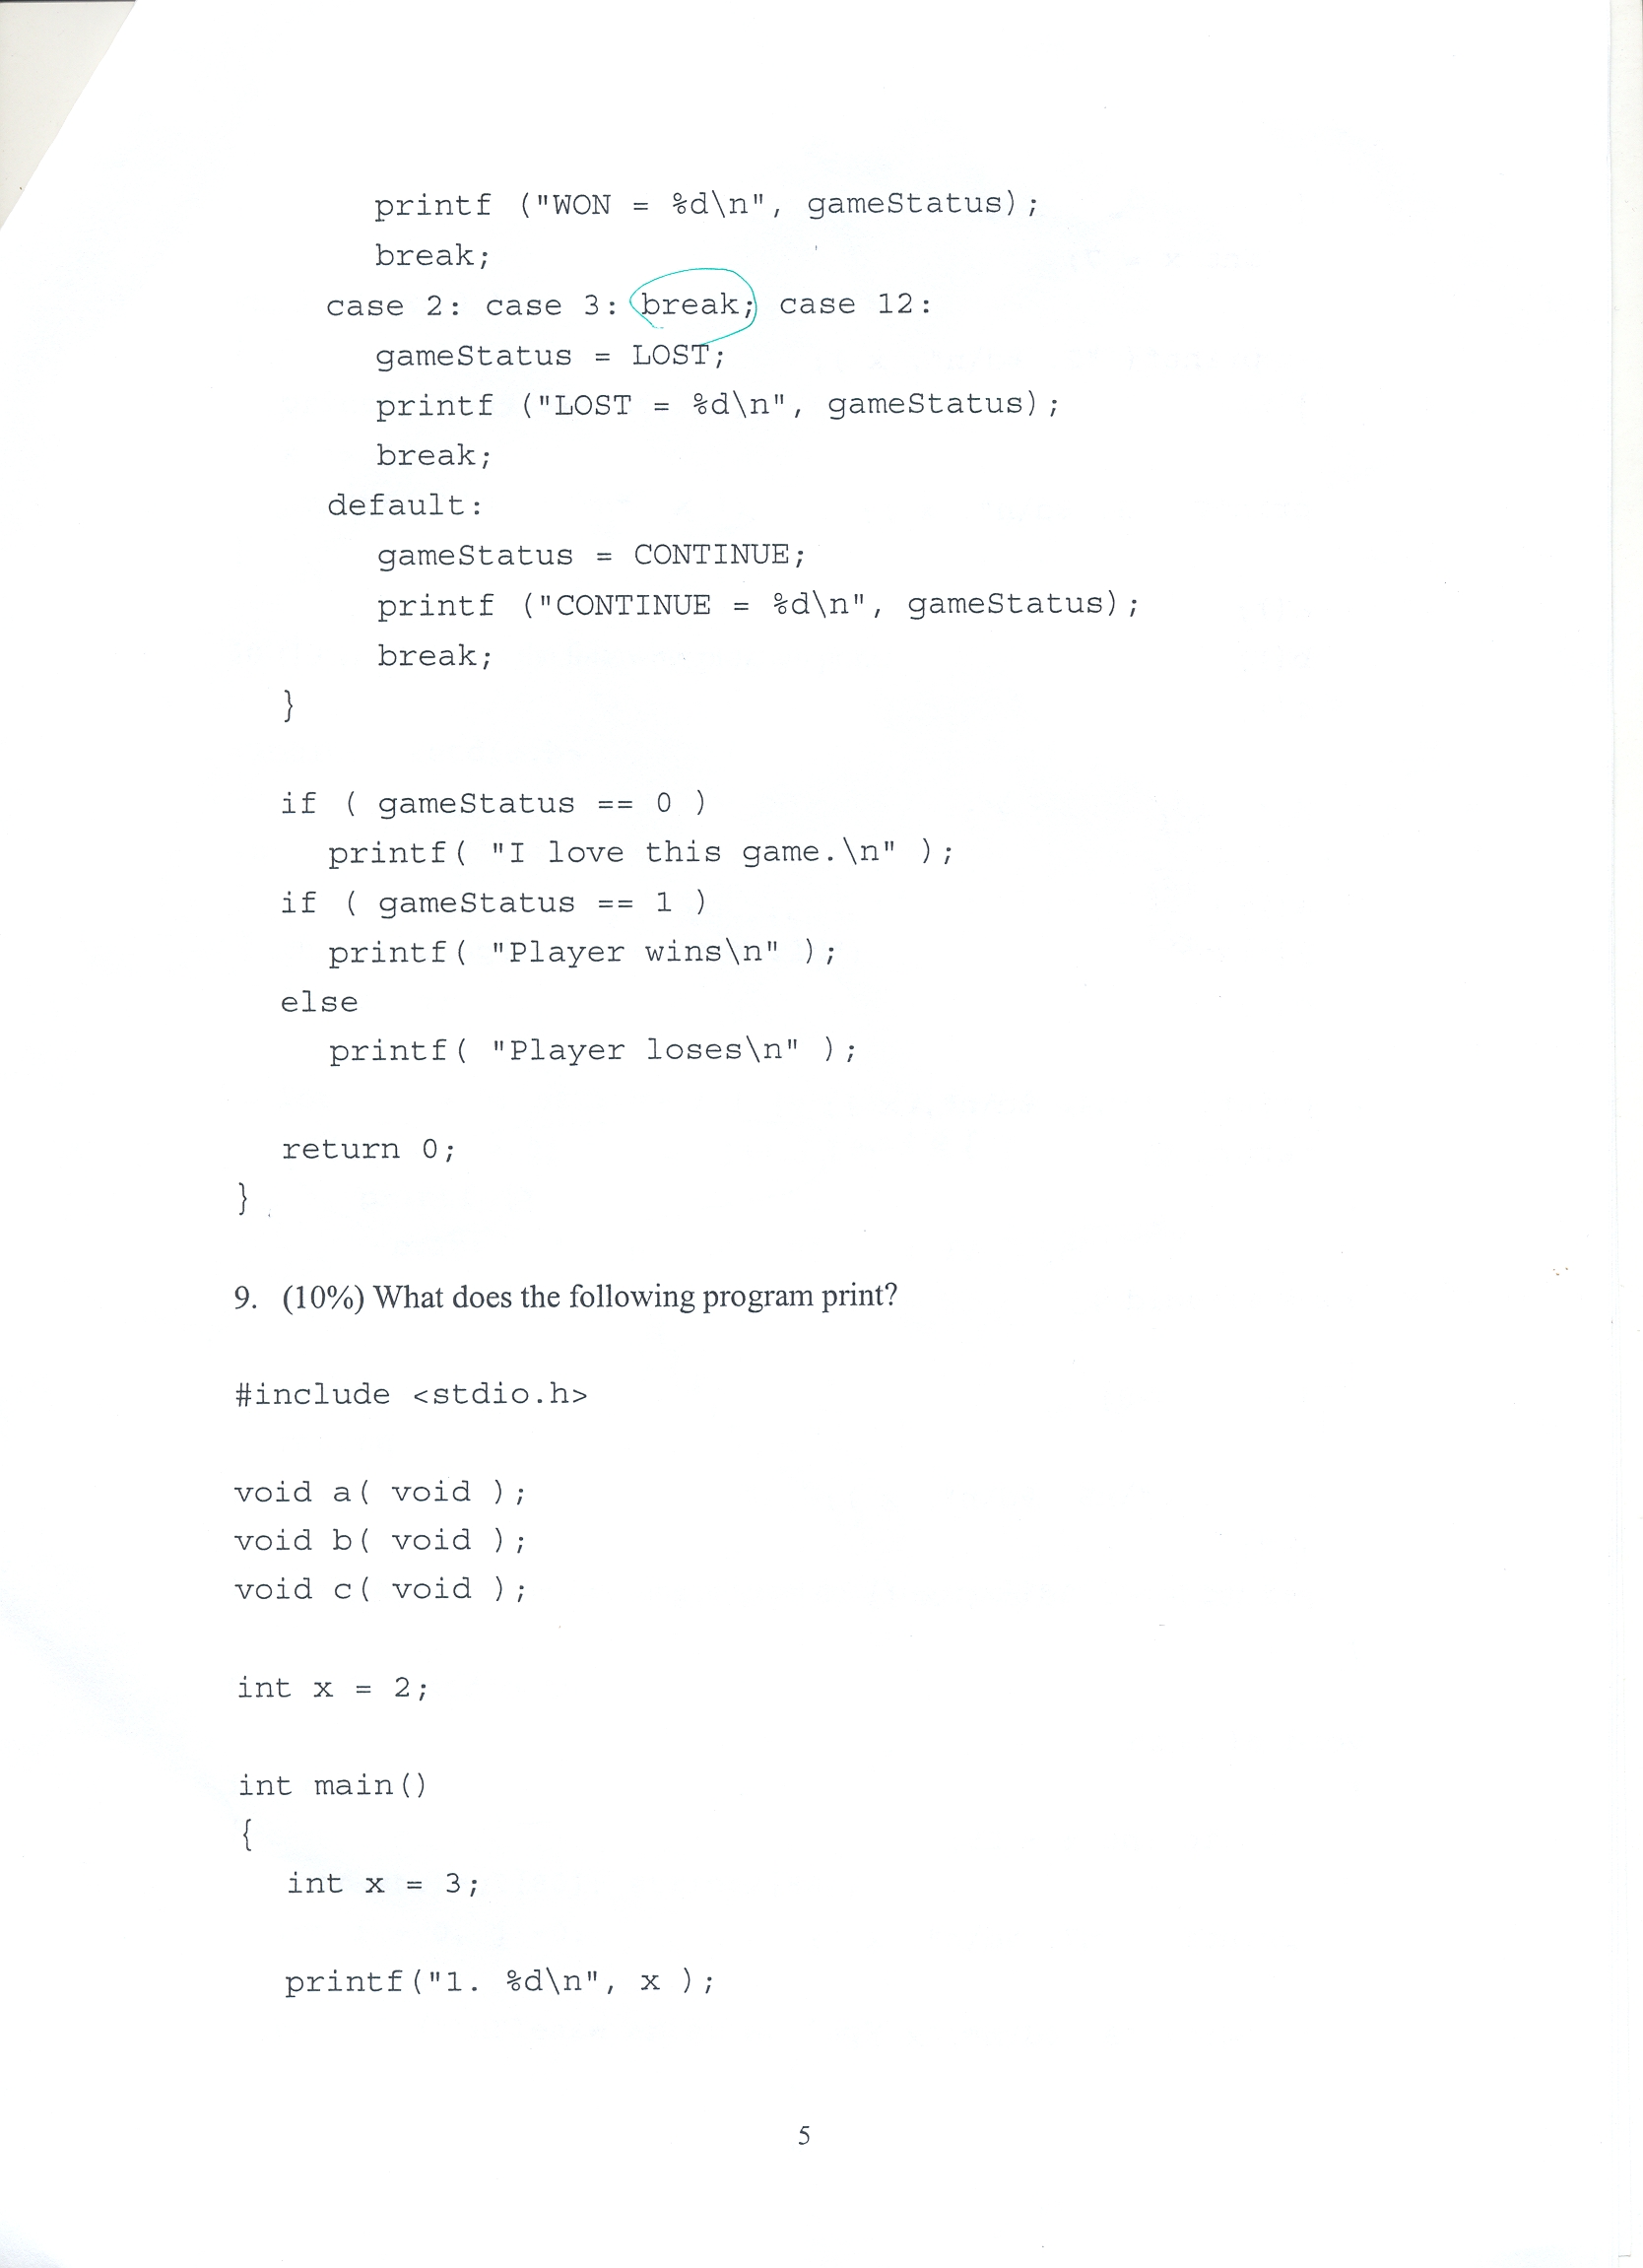 printf ("WON = %d\n", gameStatus);
break;
case 2: case 3: break; case 12:
gameStatus = LOST;
printf ("LOST = %d\n", gameStatus);
break;
default:
gameStatus = CONTINUE;
printf ("CONTINUE = %d\n", gameStatus);
break;
}
if ( gameStatus == 0 )
printf( "I love this game.\n" );
if ( gameStatus == 1 )
printf( "Player wins\n" );
else
printf( "Player loses\n" );
return 0;
}
9. (10%) What does the following program print?
#include <stdio.h>
void a( void );
void b( void );
void c( void );
int x = 2;
int main()
{
int x = 3;
printf("1. %d\n", x );
5